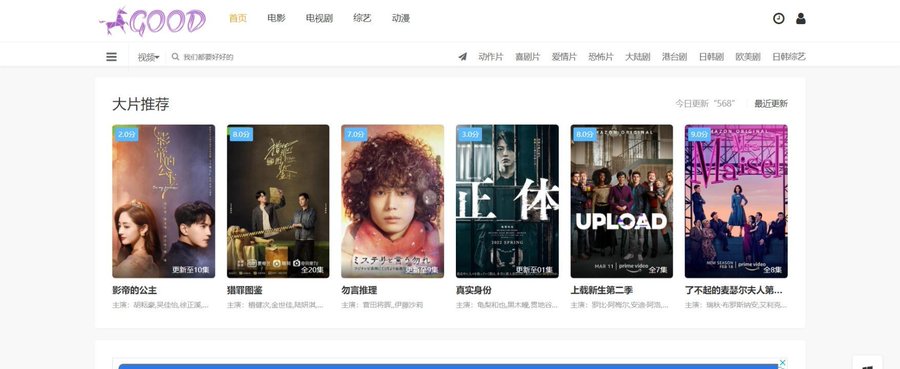 GOOD
首页 电影 电视剧 综艺 动漫
视频 我们都要好好的 动作片 喜剧片 爱情片 恐怖片 大陆剧 港台剧 日韩剧 欧美剧 日韩综艺
大片推荐 今日更新“568” 最近更新
2.0分 8.0分 7.0分 3.0分 8.0分 9.0分
影帝的公主
猎罪图鉴
ミステリと言う勿れ
正体
2022 SPRING
AMAZON ORIGINAL
UPLOAD
MAR 11 prime video
AMAZON ORIGINAL
Maisel
NEW SEASON
FEB 18
prime video
更新至10集 全20集 更新至9集 更新至01集 全7集 全8集
影帝的公主 猎罪图鉴 勿言推理 真实身份 上载新生第二季 了不起的麦瑟尔夫人第...
主演：胡耘豪,吴佳怡,徐正溪,... 主演：檀健次,金世佳,陆妍淇,... 主演：菅田将晖,伊藤沙莉 主演：龟梨和也,黑木瞳,贯地谷... 主演：罗比·阿梅尔,安迪·阿洛,... 主演：瑞秋·布罗斯纳安,艾利克...